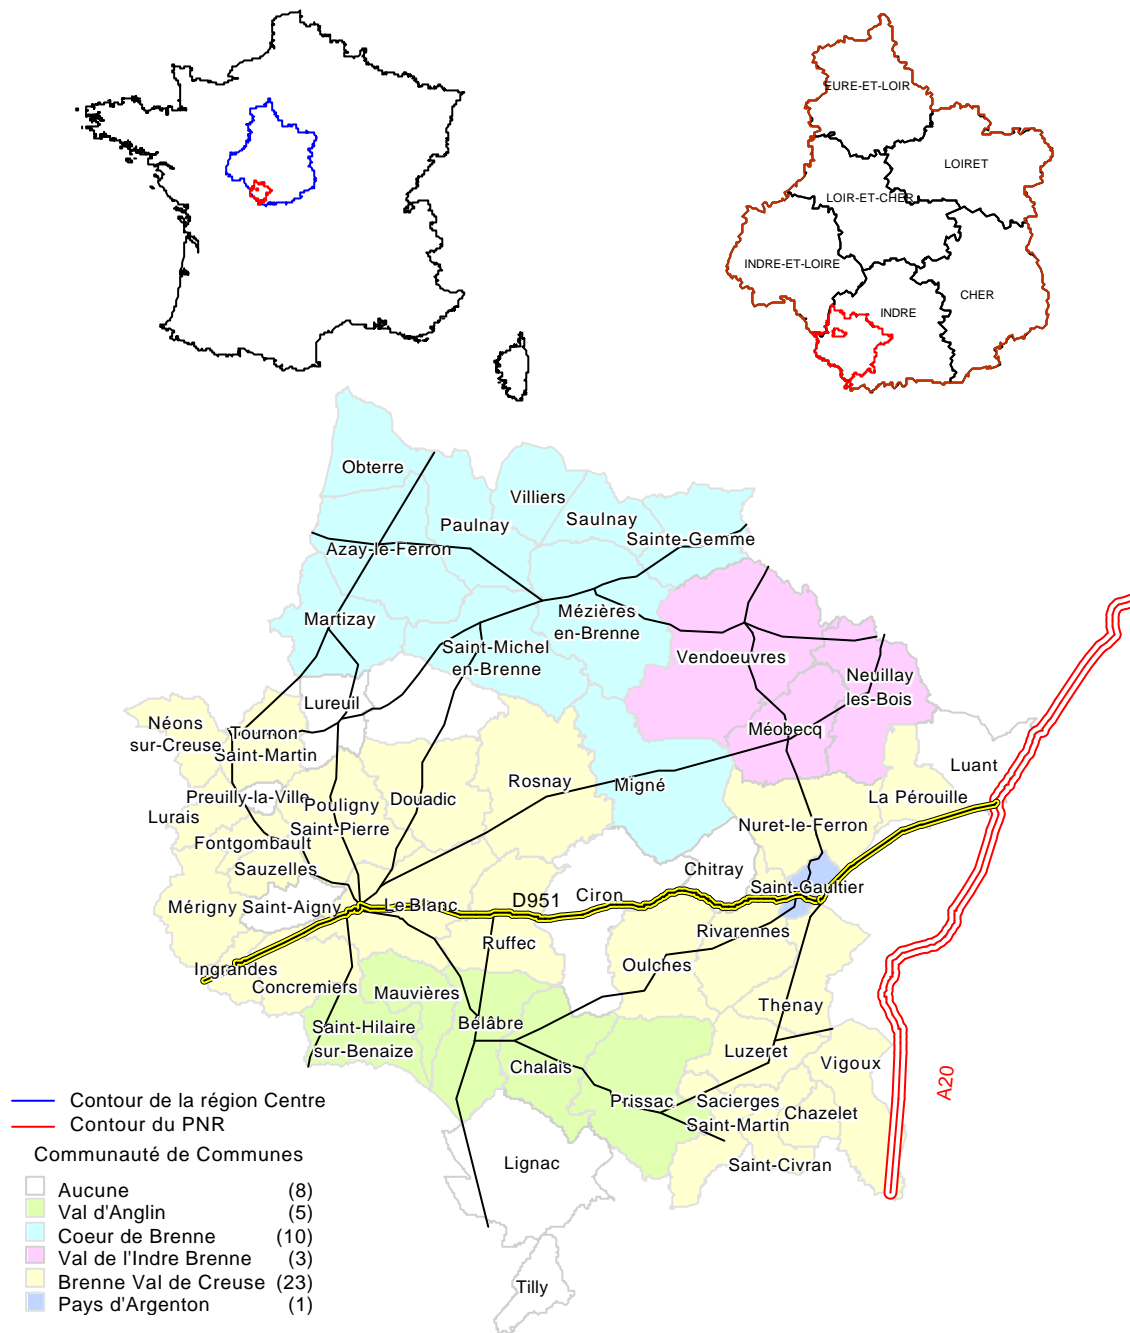 EURE-ET-LOIR
LOIRET
LOIR-ET-CHER
INDRE-ET-LOIRE
CHER
INDRE
Obterre
Villiers
Paulnay
Saulnay
Sainte-Gemme
Azay-le-Ferron
Martizay
Mézières
en-Brenne
Saint-Michel
en-Brenne
Vendoeuvres
Neuillay
les-Bois
Lureuil
Néons
sur-Creuse
Tournon
Saint-Martin
Méobecq
Luant
Rosnay
Migné
La Pérouille
Preuilly-la-Ville
Pouligny
Saint-Pierre
Douadic
Lurais
Nuret-le-Ferron
Fontgombault
Sauzelles
Chitray
Saint-Gaultier
Ciron
D951
Mérigny
Saint-Aigny
Le Blanc
Rivarennes
Ruffec
Oulches
Ingrandes
Concremiers
Mauvières
Thenay
Saint-Hilaire
sur-Benaize
Bélâbre
Luzeret
Vigoux
Chalais
A20
Prissac
Sacierges
Saint-Martin
Chazelet
Saint-Civran
Lignac
Tilly
Contour de la région Centre
Contour du PNR
Communauté de Communes
Aucune (8)
Val d'Anglin (5)
Coeur de Brenne (10)
Val de l'Indre Brenne (3)
Brenne Val de Creuse (23)
Pays d'Argenton (1)